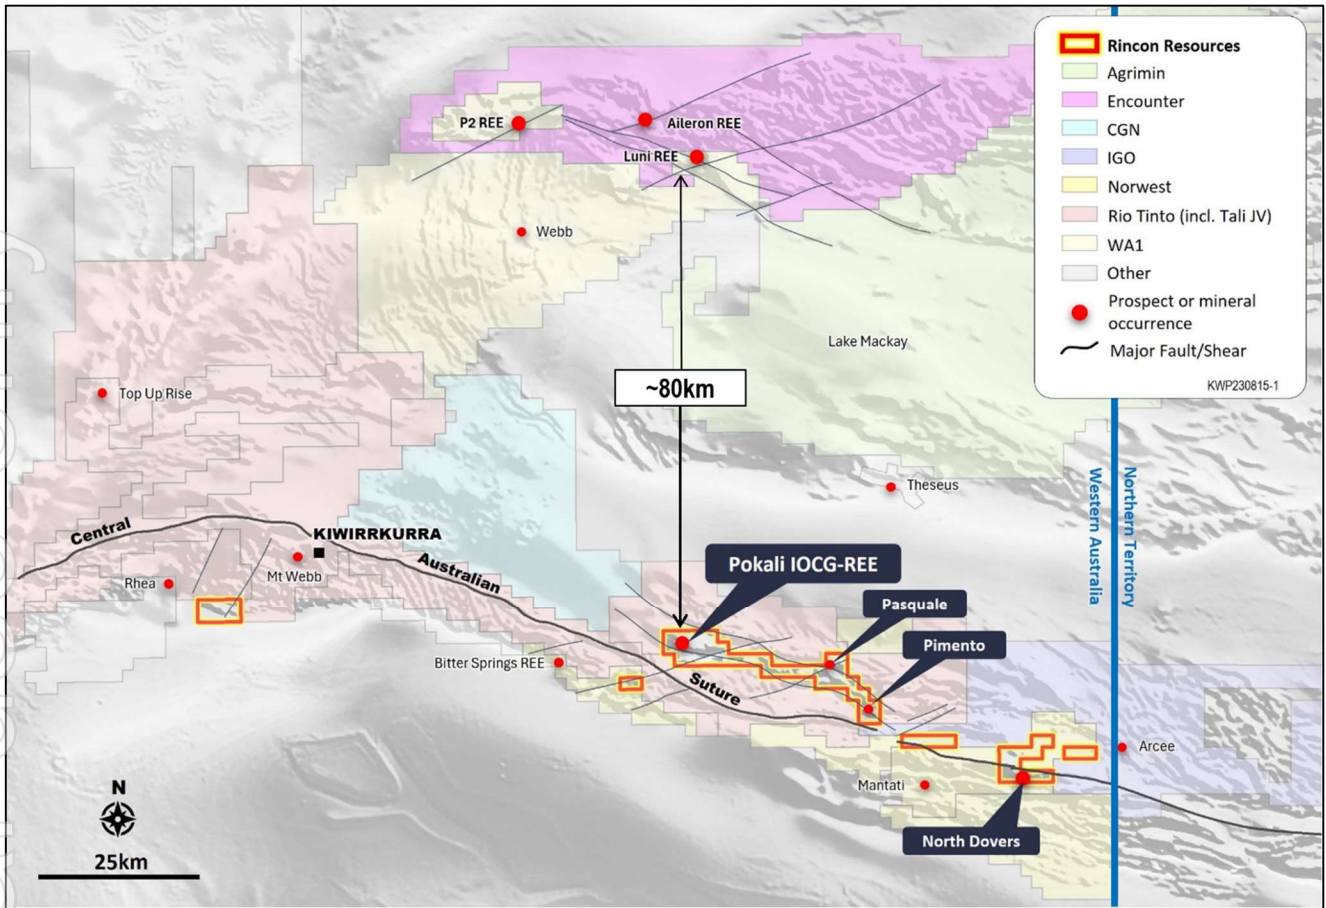 Rincon Resources
Agrimin
Encounter
CGN
IGO
Norwest
Rio Tinto (incl. Tali JV)
WA1
Other
Prospect or mineral
occurrence
Major Fault/Shear
KWP230815-1
P2 REE
Aileron REE
Luni REE
Webb
Lake Mackay
~80km
Top Up Rise
Theseus
Northern Territory
Western Australia
Central
KIWIRRKURRA
Australian
Mt Webb
Rhea
Pokali IOCG-REE
Pasquale
Pimento
Bitter Springs REE
Suture
Arcee
Mantati
North Dovers
N
25km